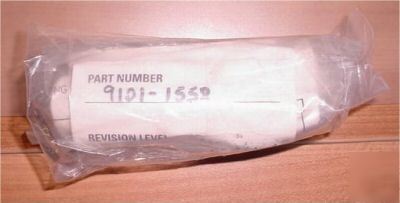 PART NUMBER
9101-1558
REVISION LEVEL